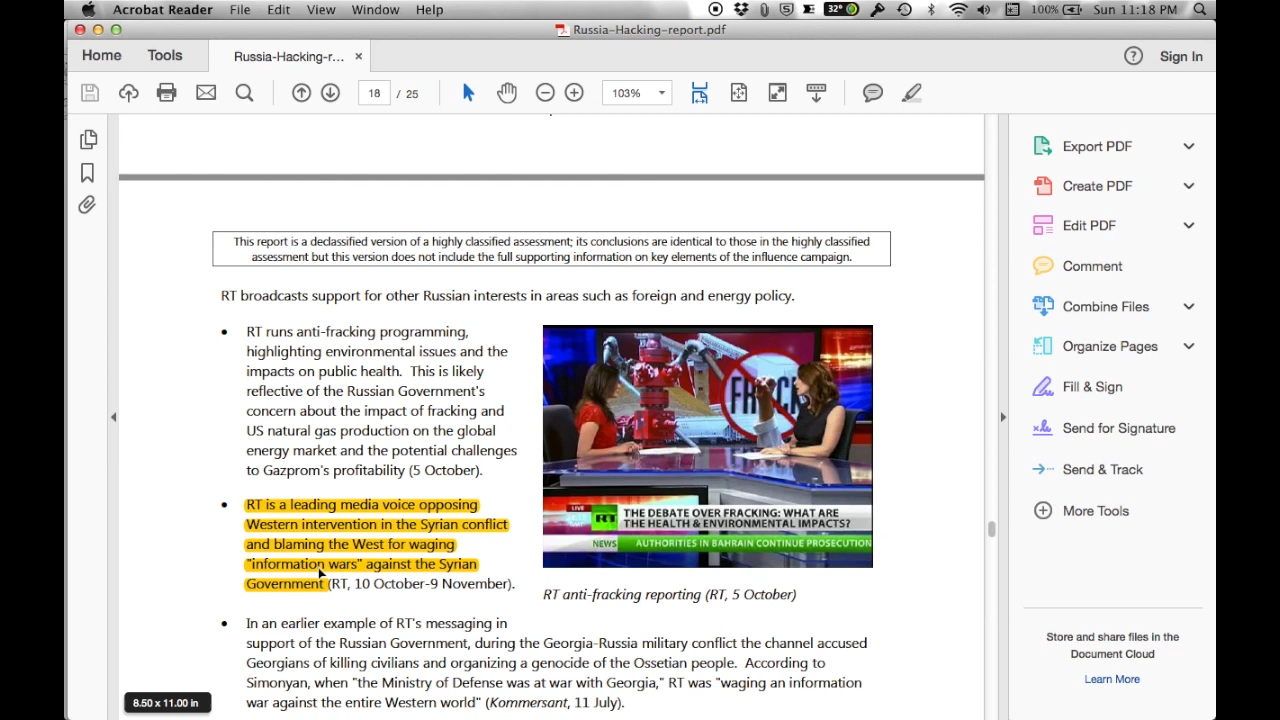 Acrobat Reader File Edit View Window Help 32° 100% Sun 11:18 PM
Russia-Hacking-report.pdf
Home Tools Russia-Hacking-r... × Sign In
18 / 25 103%
Export PDF
Create PDF
Edit PDF
Comment
Combine Files
Organize Pages
Fill & Sign
Send for Signature
Send & Track
More Tools
Store and share files in the
Document Cloud
Learn More
This report is a declassified version of a highly classified assessment; its conclusions are identical to those in the highly classified
assessment but this version does not include the full supporting information on key elements of the influence campaign.
RT broadcasts support for other Russian interests in areas such as foreign and energy policy.
• RT runs anti-fracking programming,
highlighting environmental issues and the
impacts on public health. This is likely
reflective of the Russian Government's
concern about the impact of fracking and
US natural gas production on the global
energy market and the potential challenges
to Gazprom's profitability (5 October).
• RT is a leading media voice opposing
Western intervention in the Syrian conflict
and blaming the West for waging
"information wars" against the Syrian
Government (RT, 10 October-9 November).
FRACK
LIVE
RT
THE DEBATE OVER FRACKING: WHAT ARE
THE HEALTH & ENVIRONMENTAL IMPACTS?
NEWS AUTHORITIES IN BAHRAIN CONTINUE PROSECUTION
RT anti-fracking reporting (RT, 5 October)
• In an earlier example of RT's messaging in
support of the Russian Government, during the Georgia-Russia military conflict the channel accused
Georgians of killing civilians and organizing a genocide of the Ossetian people. According to
Simonyan, when "the Ministry of Defense was at war with Georgia," RT was "waging an information
war against the entire Western world" (Kommersant, 11 July).
8.50 x 11.00 in